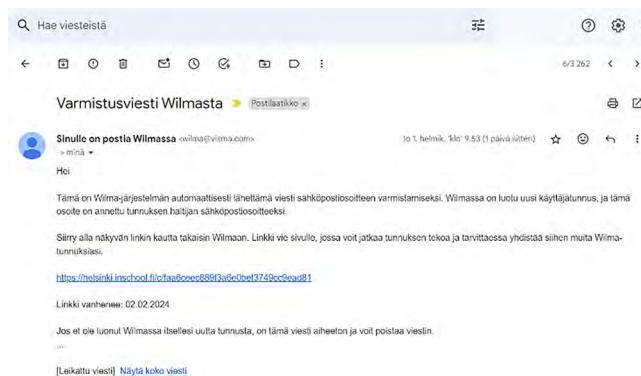 Hae viesteistä
6/3 262
Varmistusviesti Wilmasta
Postilaatikko ×
Sinulle on postia Wilmassa <wilma@visma.com>
to 1. helmik. 'klo' 9.53 (1 päivä sitten)
> minä
Hei
Tämä on Wilma-järjestelmän automaattisesti lähettämä viesti sähköpostiosoitteen varmistamiseksi. Wilmassa on luotu uusi käyttäjätunnus, ja tämä
osoite on annettu tunnuksen haltijan sähköpostiosoitteeksi.
Siirry alla näkyvän linkin kautta takaisin Wilmaan. Linkki vie sivulle, jossa voit jatkaa tunnuksen tekoa ja tarvittaessa yhdistää siihen muita Wilma-
tunnuksiasi.
Linkki vanhenee: 02.02.2024
Jos et ole luonut Wilmassa itsellesi uutta tunnusta, on tämä viesti aiheeton ja voit poistaa viestin.
...
[Leikattu viesti] Näytä koko viesti